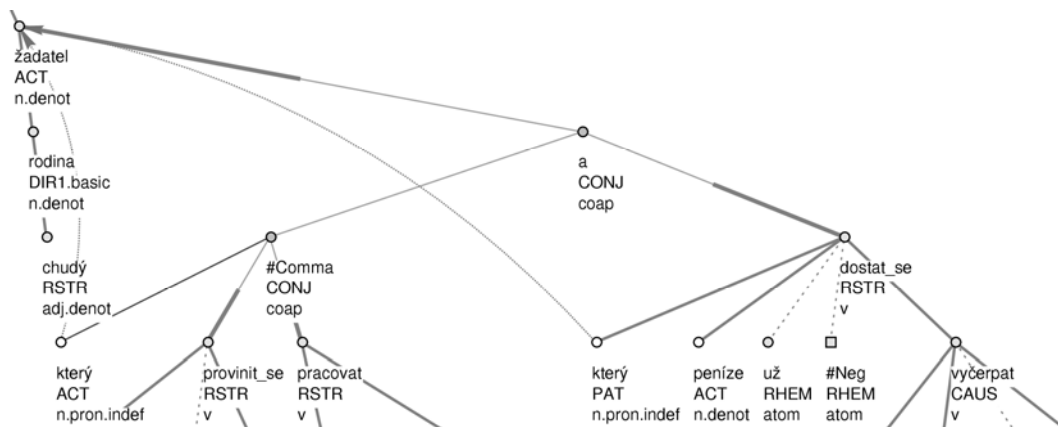 žadatel
ACT
n.denot
rodina
DIR1.basic
n.denot
a
CONJ
coap
chudý
RSTR
adj.denot
#Comma
CONJ
coap
dostat_se
RSTR
v
který
ACT
n.pron.indef
provinit_se
RSTR
v
pracovat
RSTR
v
který
PAT
n.pron.indef
peníze
ACT
n.denot
už
RHEM
atom
#Neg
RHEM
atom
vyčerpat
CAUS
v